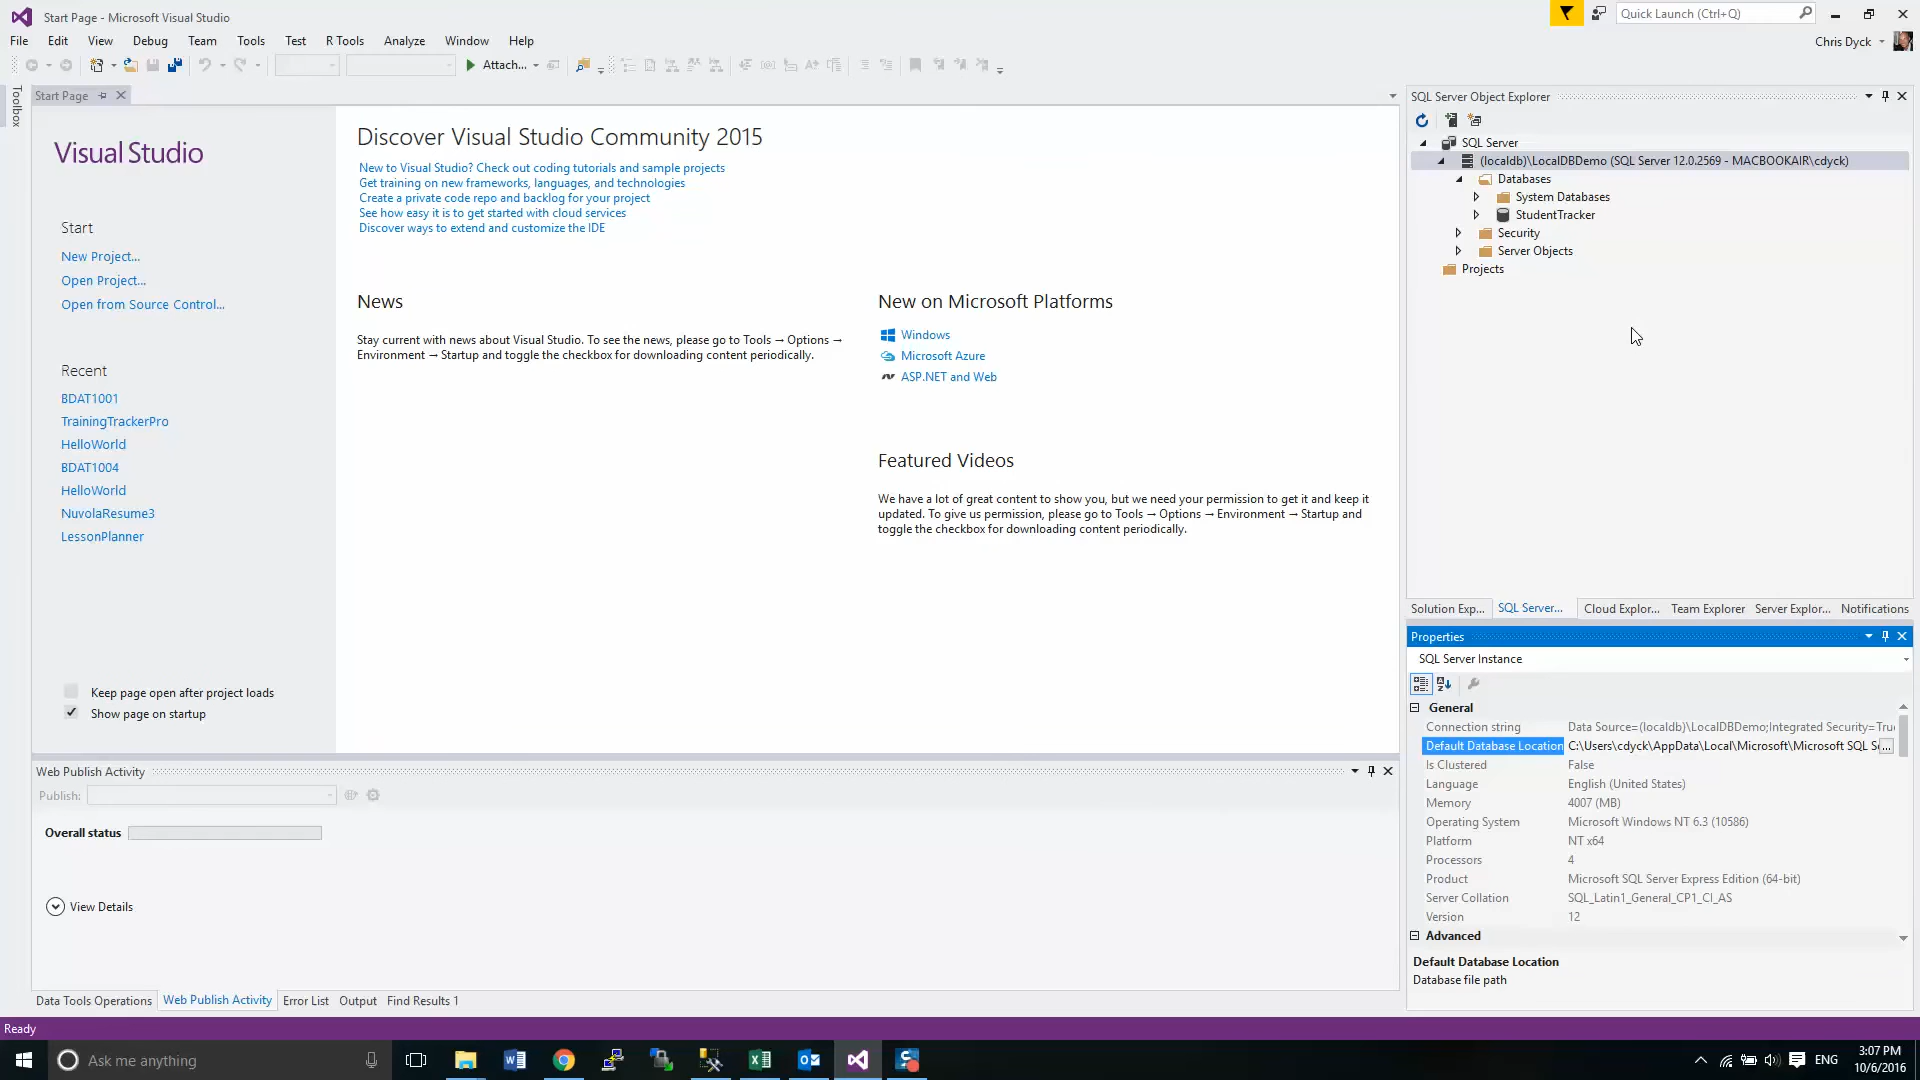 Start Page - Microsoft Visual Studio
Quick Launch (Ctrl+Q)
File Edit View Debug Team Tools Test R Tools Analyze Window Help
Chris Dyck
Attach...
Toolbox
Start Page
Visual Studio
Start
New Project...
Open Project...
Open from Source Control...
Recent
BDAT1001
TrainingTrackerPro
HelloWorld
BDAT1004
HelloWorld
NuvolaResume3
LessonPlanner
Keep page open after project loads
Show page on startup
Discover Visual Studio Community 2015
New to Visual Studio? Check out coding tutorials and sample projects
Get training on new frameworks, languages, and technologies
Create a private code repo and backlog for your project
See how easy it is to get started with cloud services
Discover ways to extend and customize the IDE
News
Stay current with news about Visual Studio. To see the news, please go to Tools → Options →
Environment → Startup and toggle the checkbox for downloading content periodically.
New on Microsoft Platforms
Windows
Microsoft Azure
ASP.NET and Web
Featured Videos
We have a lot of great content to show you, but we need your permission to get it and keep it
updated. To give us permission, please go to Tools → Options → Environment → Startup and
toggle the checkbox for downloading content periodically.
SQL Server Object Explorer
SQL Server
(localdb)\LocalDBDemo (SQL Server 12.0.2569 - MACBOOKAIR\cdyck)
Databases
System Databases
StudentTracker
Security
Server Objects
Projects
Solution Exp... SQL Server... Cloud Explor... Team Explorer Server Explor... Notifications
Properties
SQL Server Instance
General
Connection string Data Source=(localdb)\LocalDBDemo;Integrated Security=Tru
Default Database Location C:\Users\cdyck\AppData\Local\Microsoft\Microsoft SQL S ...
Is Clustered False
Language English (United States)
Memory 4007 (MB)
Operating System Microsoft Windows NT 6.3 (10586)
Platform NT x64
Processors 4
Product Microsoft SQL Server Express Edition (64-bit)
Server Collation SQL_Latin1_General_CP1_CI_AS
Version 12
Advanced
Default Database Location
Database file path
Web Publish Activity
Publish:
Overall status
View Details
Data Tools Operations Web Publish Activity Error List Output Find Results 1
Ready
Ask me anything
ENG
3:07 PM
10/6/2016